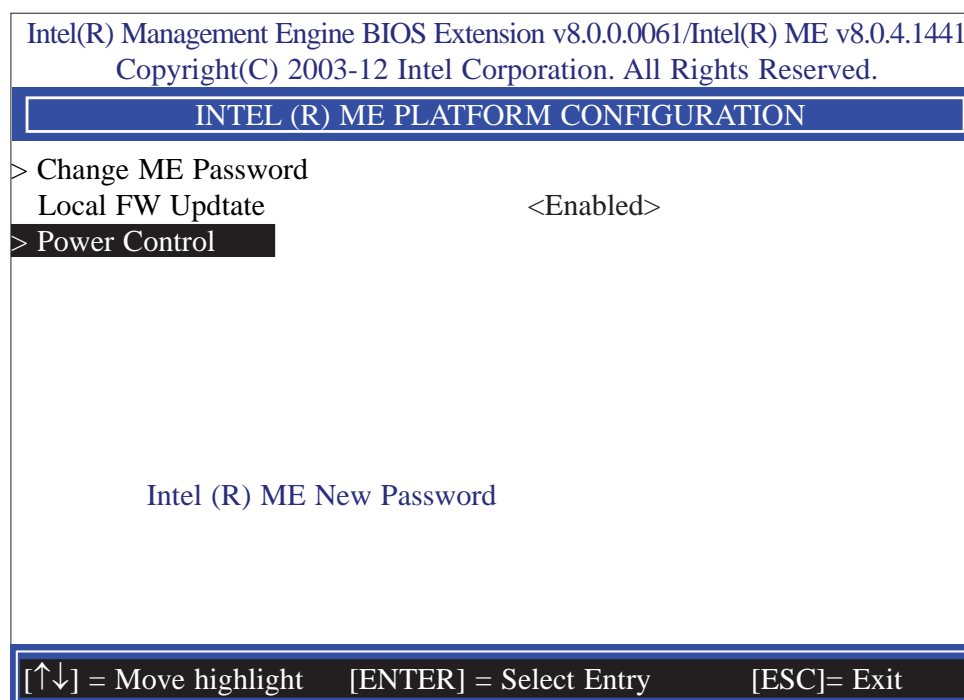 Intel(R) Management Engine BIOS Extension v8.0.0.0061/Intel(R) ME v8.0.4.1441
Copyright(C) 2003-12 Intel Corporation. All Rights Reserved.
INTEL (R) ME PLATFORM CONFIGURATION
> Change ME Password
Local FW Updtate <Enabled>
> Power Control
Intel (R) ME New Password
[↑↓] = Move highlight [ENTER] = Select Entry [ESC]= Exit